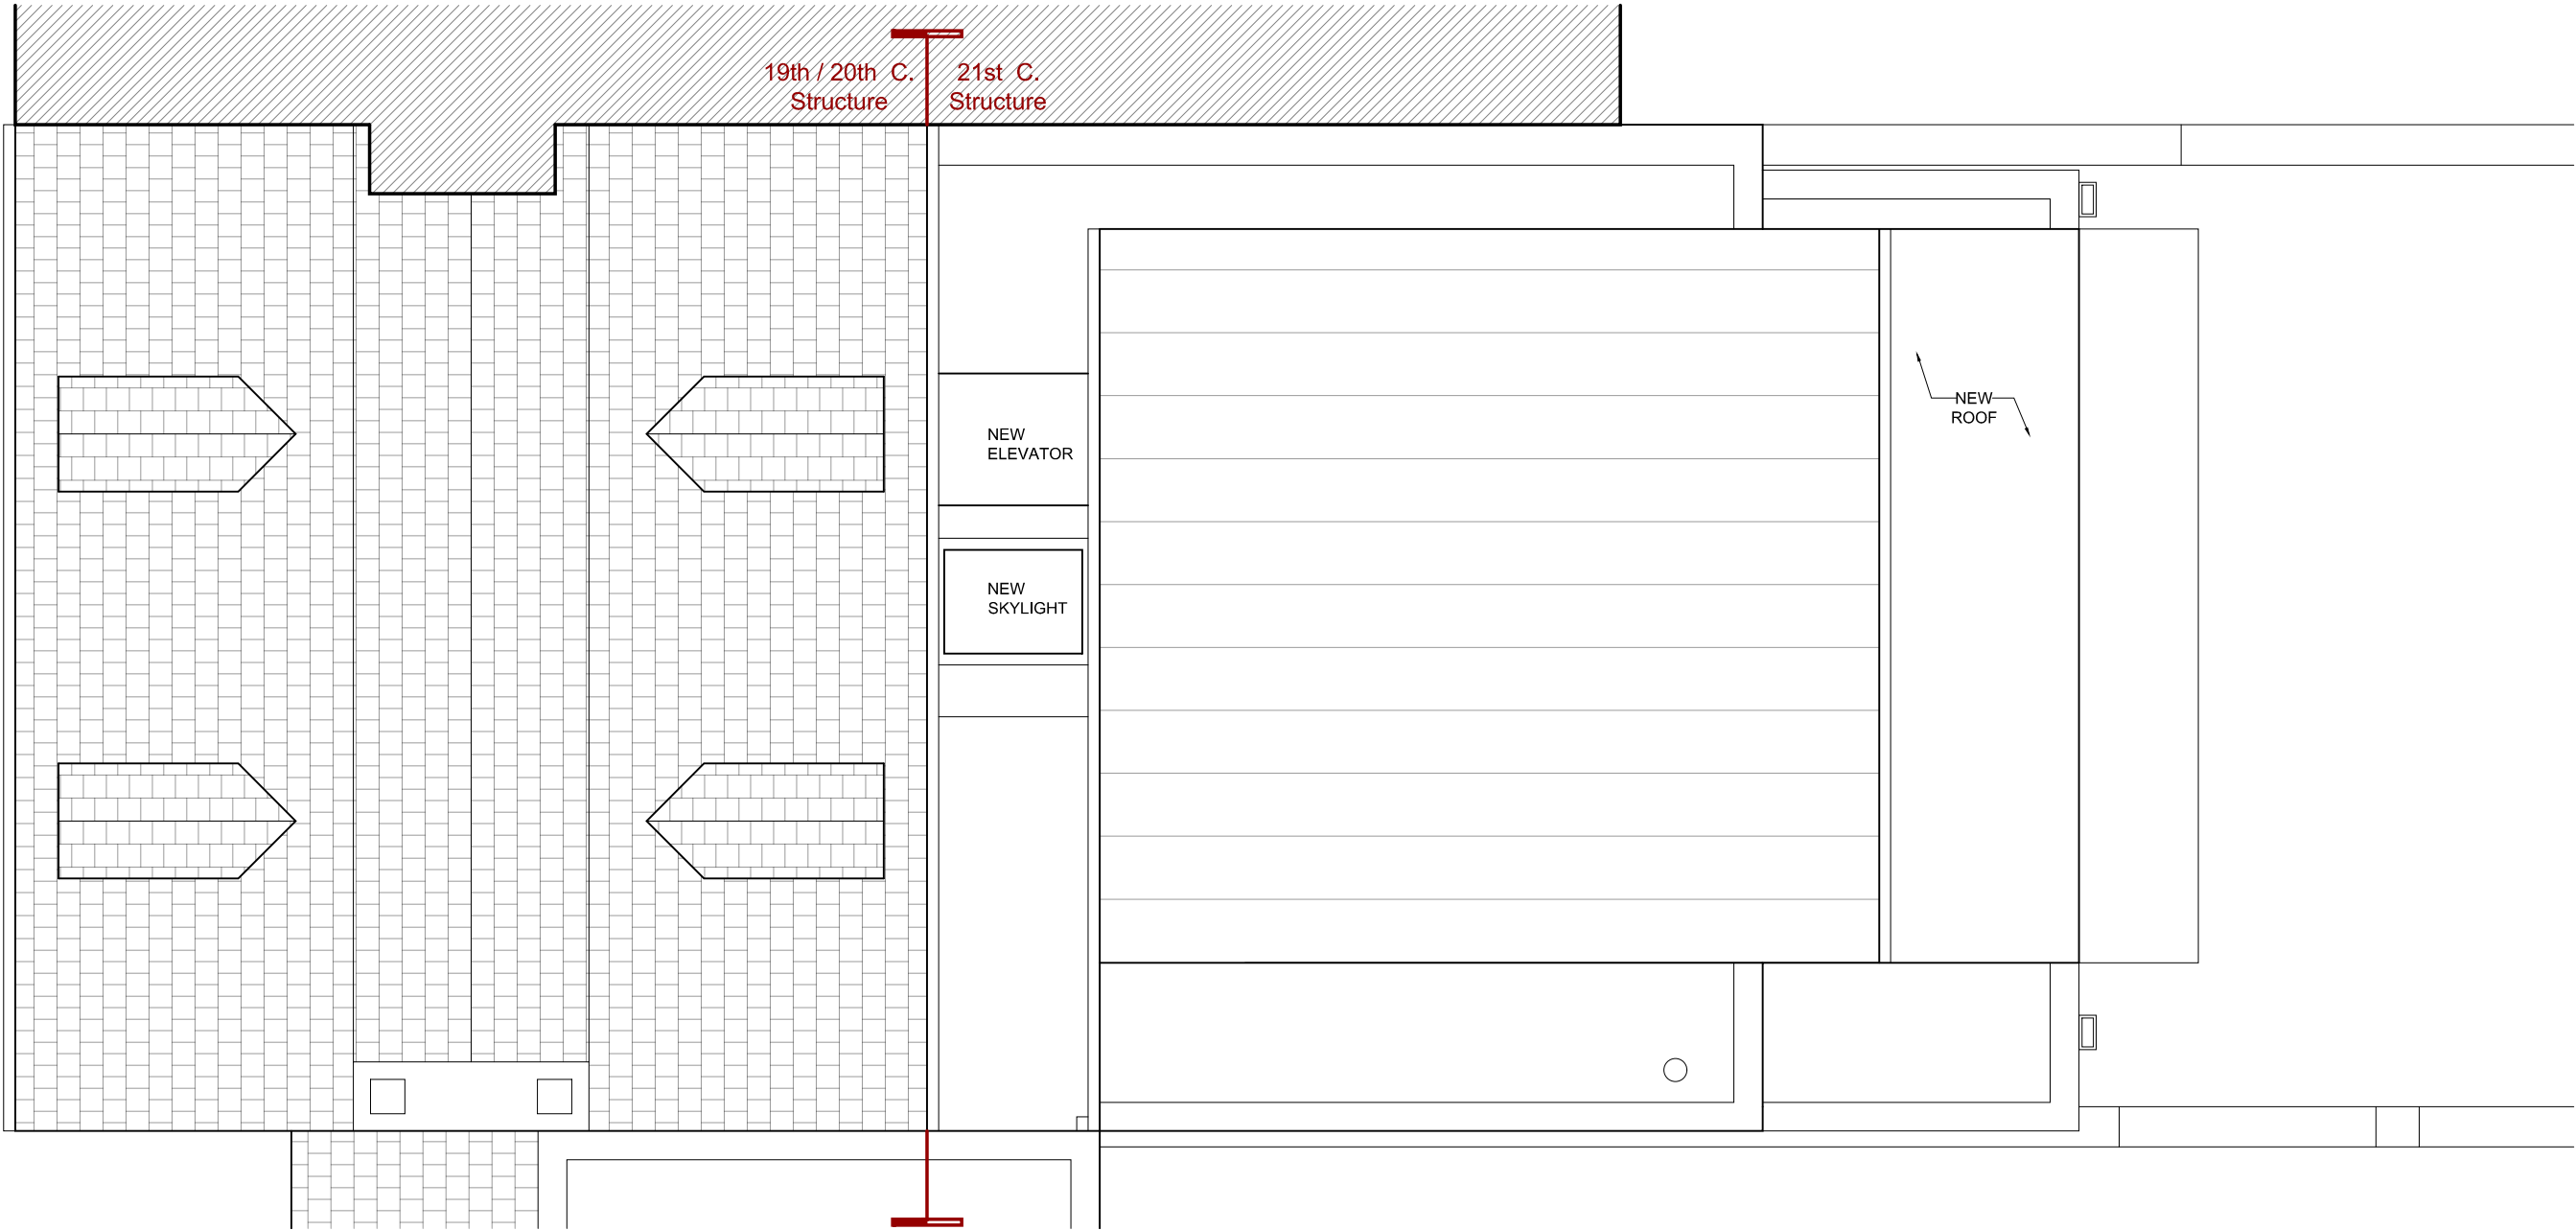 19th / 20th C.
Structure
21st C.
Structure
NEW
ROOF
NEW
ELEVATOR
NEW
SKYLIGHT